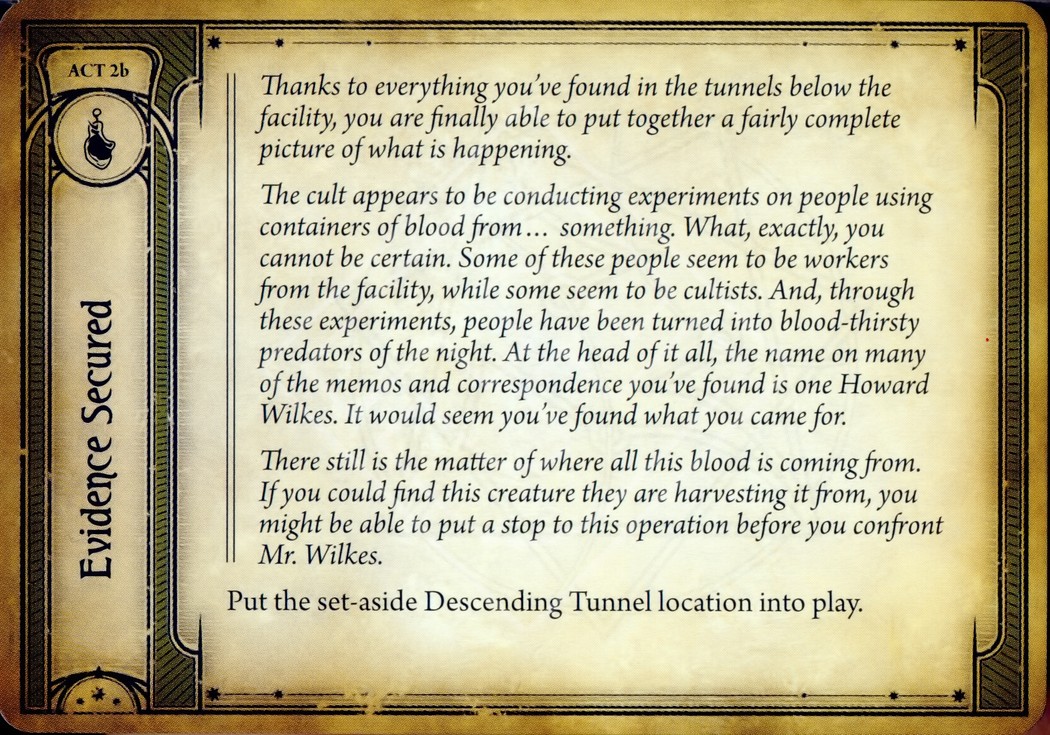 ACT 2b
Evidence Secured
Thanks to everything you've found in the tunnels below the
facility, you are finally able to put together a fairly complete
picture of what is happening.
The cult appears to be conducting experiments on people using
containers of blood from… something. What, exactly, you
cannot be certain. Some of these people seem to be workers
from the facility, while some seem to be cultists. And, through
these experiments, people have been turned into blood-thirsty
predators of the night. At the head of it all, the name on many
of the memos and correspondence you've found is one Howard
Wilkes. It would seem you've found what you came for.
There still is the matter of where all this blood is coming from.
If you could find this creature they are harvesting it from, you
might be able to put a stop to this operation before you confront
Mr. Wilkes.
Put the set-aside Descending Tunnel location into play.